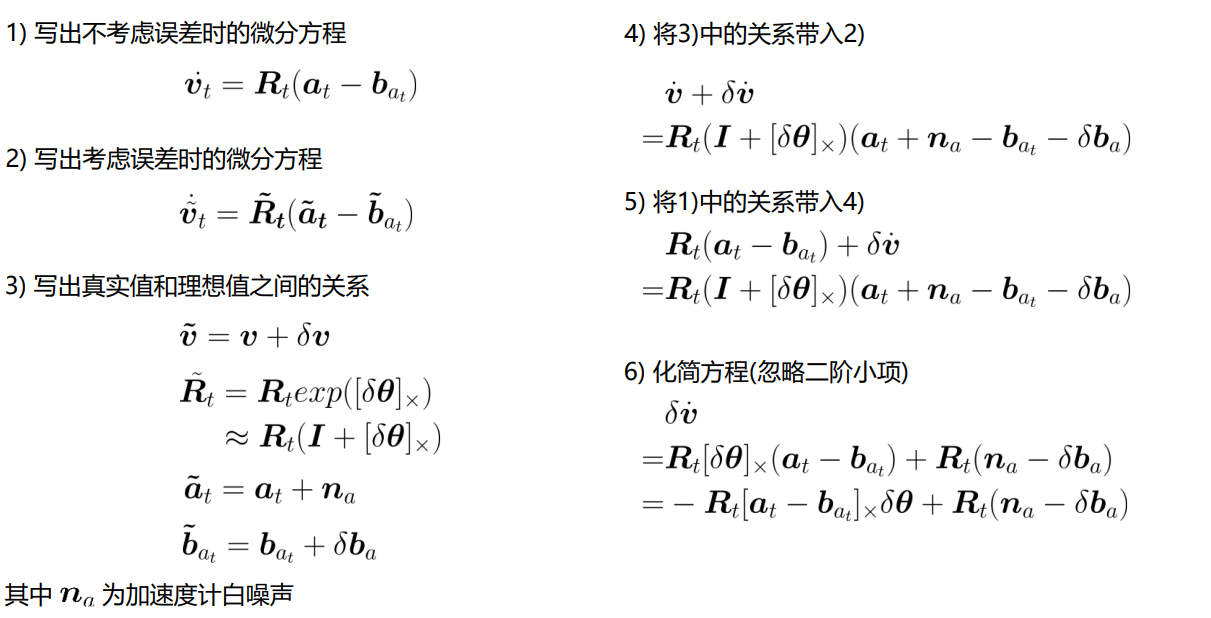 1) 写出不考虑误差时的微分方程
$\dot{\boldsymbol{v}}_t = \boldsymbol{R}_t(\boldsymbol{a}_t - \boldsymbol{b}_{a_t})$
2) 写出考虑误差时的微分方程
$\dot{\tilde{\boldsymbol{v}}}_t = \tilde{\boldsymbol{R}}_{\boldsymbol{t}}(\tilde{\boldsymbol{a}}_{\boldsymbol{t}} - \tilde{\boldsymbol{b}}_{a_t})$
3) 写出真实值和理想值之间的关系
$\tilde{\boldsymbol{v}} = \boldsymbol{v} + \delta\boldsymbol{v}$
$\tilde{\boldsymbol{R}}_t = \boldsymbol{R}_t exp([\delta\boldsymbol{\theta}]_\times)$
$\approx \boldsymbol{R}_t(\boldsymbol{I} + [\delta\boldsymbol{\theta}]_\times)$
$\tilde{\boldsymbol{a}}_t = \boldsymbol{a}_t + \boldsymbol{n}_a$
$\tilde{\boldsymbol{b}}_{a_t} = \boldsymbol{b}_{a_t} + \delta\boldsymbol{b}_a$
其中 $\boldsymbol{n}_a$ 为加速度计白噪声
4) 将3)中的关系带入2)
$\dot{\boldsymbol{v}} + \delta\dot{\boldsymbol{v}}$
$=\boldsymbol{R}_t(\boldsymbol{I} + [\delta\boldsymbol{\theta}]_\times)(\boldsymbol{a}_t + \boldsymbol{n}_a - \boldsymbol{b}_{a_t} - \delta\boldsymbol{b}_a)$
5) 将1)中的关系带入4)
$\boldsymbol{R}_t(\boldsymbol{a}_t - \boldsymbol{b}_{a_t}) + \delta\dot{\boldsymbol{v}}$
$=\boldsymbol{R}_t(\boldsymbol{I} + [\delta\boldsymbol{\theta}]_\times)(\boldsymbol{a}_t + \boldsymbol{n}_a - \boldsymbol{b}_{a_t} - \delta\boldsymbol{b}_a)$
6) 化简方程(忽略二阶小项)
$\delta\dot{\boldsymbol{v}}$
$=\boldsymbol{R}_t[\delta\boldsymbol{\theta}]_\times(\boldsymbol{a}_t - \boldsymbol{b}_{a_t}) + \boldsymbol{R}_t(\boldsymbol{n}_a - \delta\boldsymbol{b}_a)$
$= -\boldsymbol{R}_t[\boldsymbol{a}_t - \boldsymbol{b}_{a_t}]_\times\delta\boldsymbol{\theta} + \boldsymbol{R}_t(\boldsymbol{n}_a - \delta\boldsymbol{b}_a)$